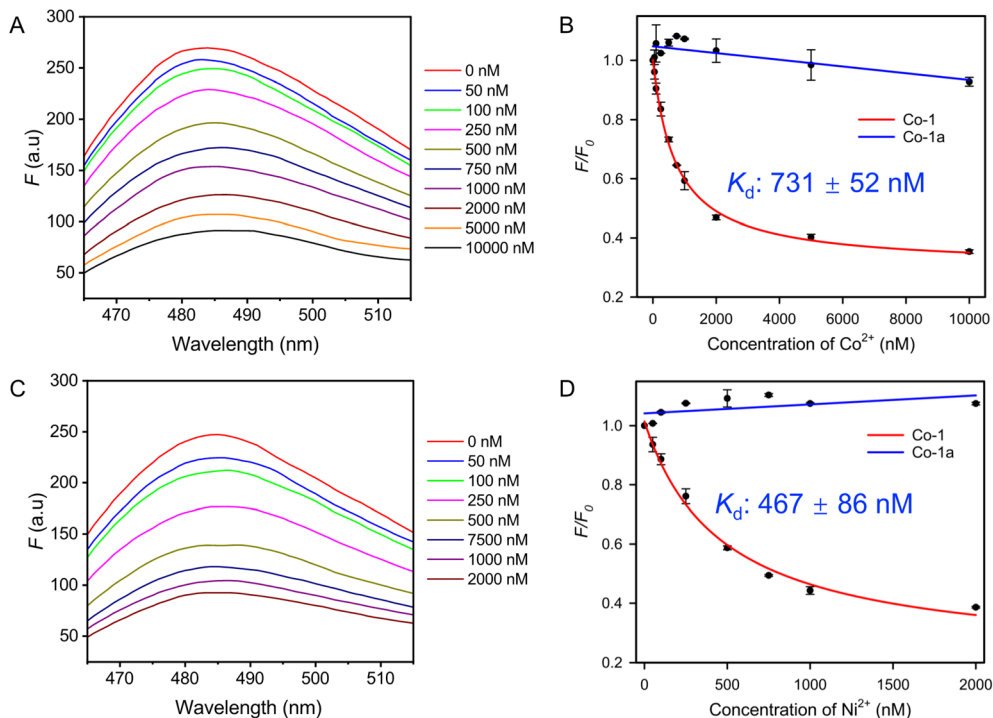 A
F (a.u)
300
250
200
150
100
50
470
480
490
500
510
Wavelength (nm)
0 nM
50 nM
100 nM
250 nM
500 nM
750 nM
1000 nM
2000 nM
5000 nM
10000 nM
B
F/F0
1.0
0.8
0.6
0.4
0.2
0
2000
4000
6000
8000
10000
Concentration of Co²⁺ (nM)
Co-1
Co-1a
Kd: 731 ± 52 nM
C
F (a.u)
300
250
200
150
100
50
470
480
490
500
510
Wavelength (nm)
0 nM
50 nM
100 nM
250 nM
500 nM
7500 nM
1000 nM
2000 nM
D
F/F0
1.0
0.8
0.6
0.4
0.2
0
500
1000
1500
2000
Concentration of Ni²⁺ (nM)
Co-1
Co-1a
Kd: 467 ± 86 nM